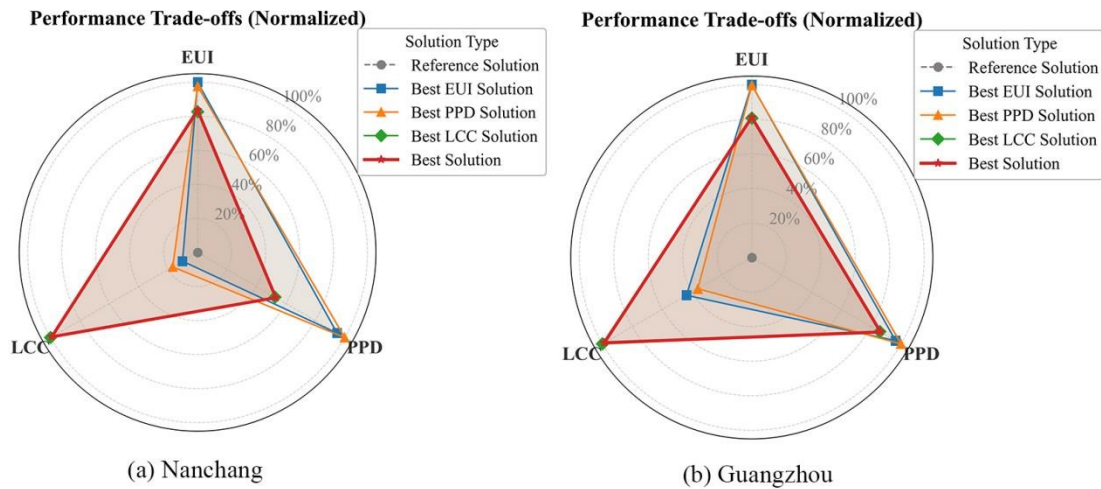 Performance Trade-offs (Normalized)
Solution Type
Reference Solution
Best EUI Solution
Best PPD Solution
Best LCC Solution
Best Solution
EUI
100%
80%
60%
40%
20%
LCC
PPD
(a) Nanchang
Performance Trade-offs (Normalized)
Solution Type
Reference Solution
Best EUI Solution
Best PPD Solution
Best LCC Solution
Best Solution
EUI
100%
80%
60%
40%
20%
LCC
PPD
(b) Guangzhou